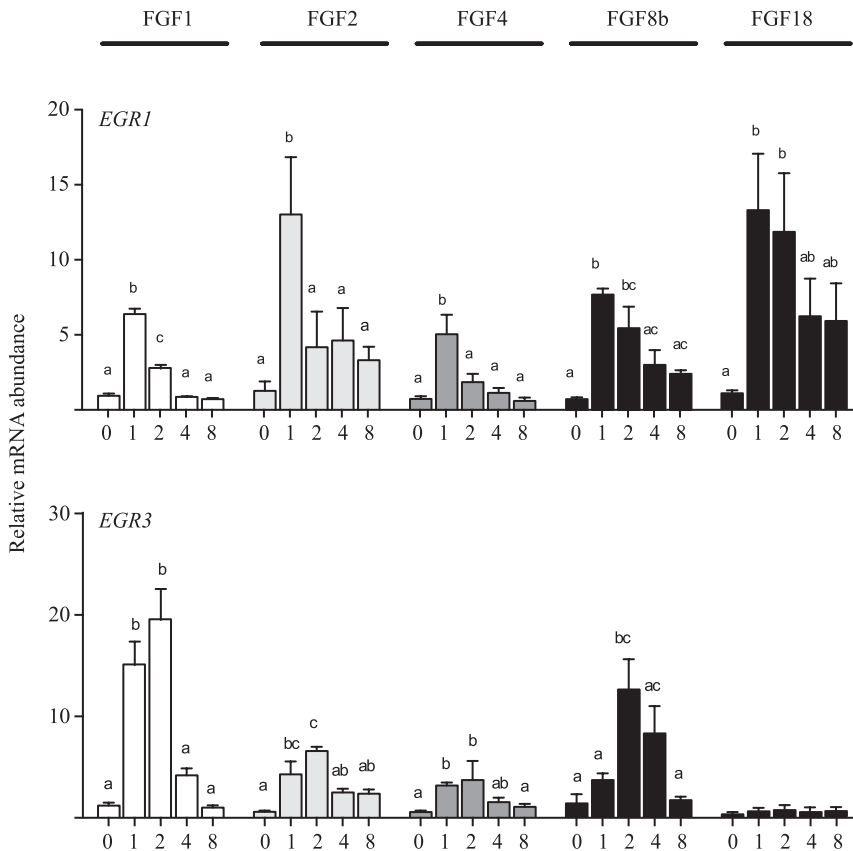 FGF1 FGF2 FGF4 FGF8b FGF18
Relative mRNA abundance
20
EGR1
15
10
5
a b c a a
a b a a a
a b a a a
a b bc ac ac
a b b ab ab
0 1 2 4 8 0 1 2 4 8 0 1 2 4 8 0 1 2 4 8 0 1 2 4 8
30
EGR3
20
10
a b b a a
a bc c ab ab
a b b ab a
a a bc ac a
0 1 2 4 8 0 1 2 4 8 0 1 2 4 8 0 1 2 4 8 0 1 2 4 8